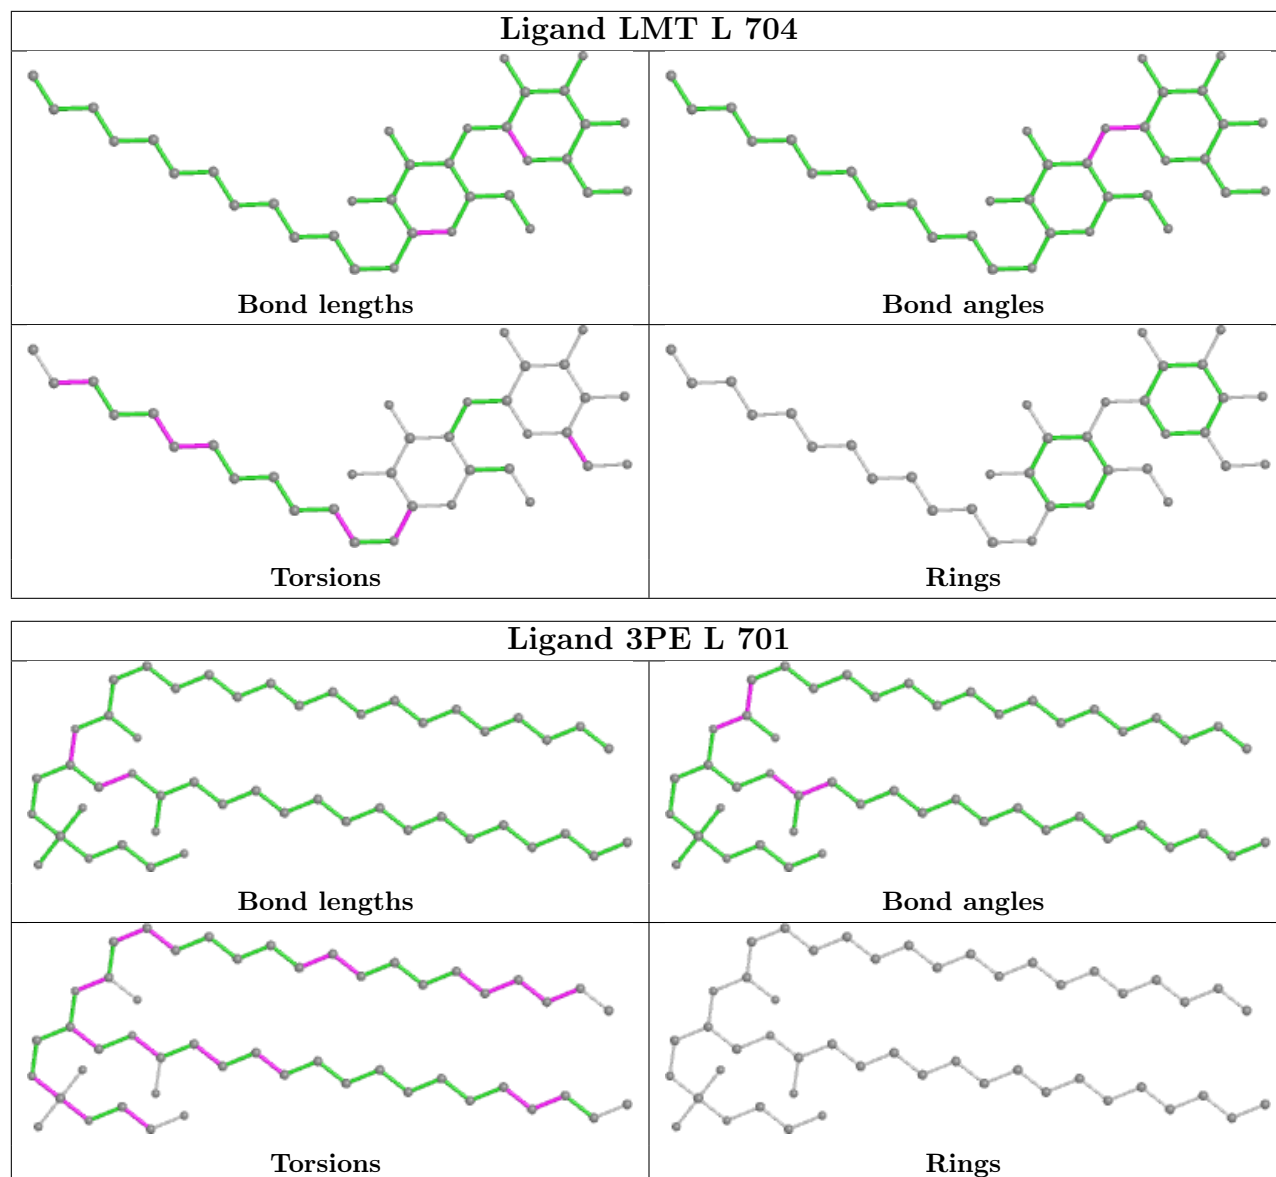 Ligand LMT L 704
Bond lengths
Bond angles
Torsions
Rings
Ligand 3PE L 701
Bond lengths
Bond angles
Torsions
Rings